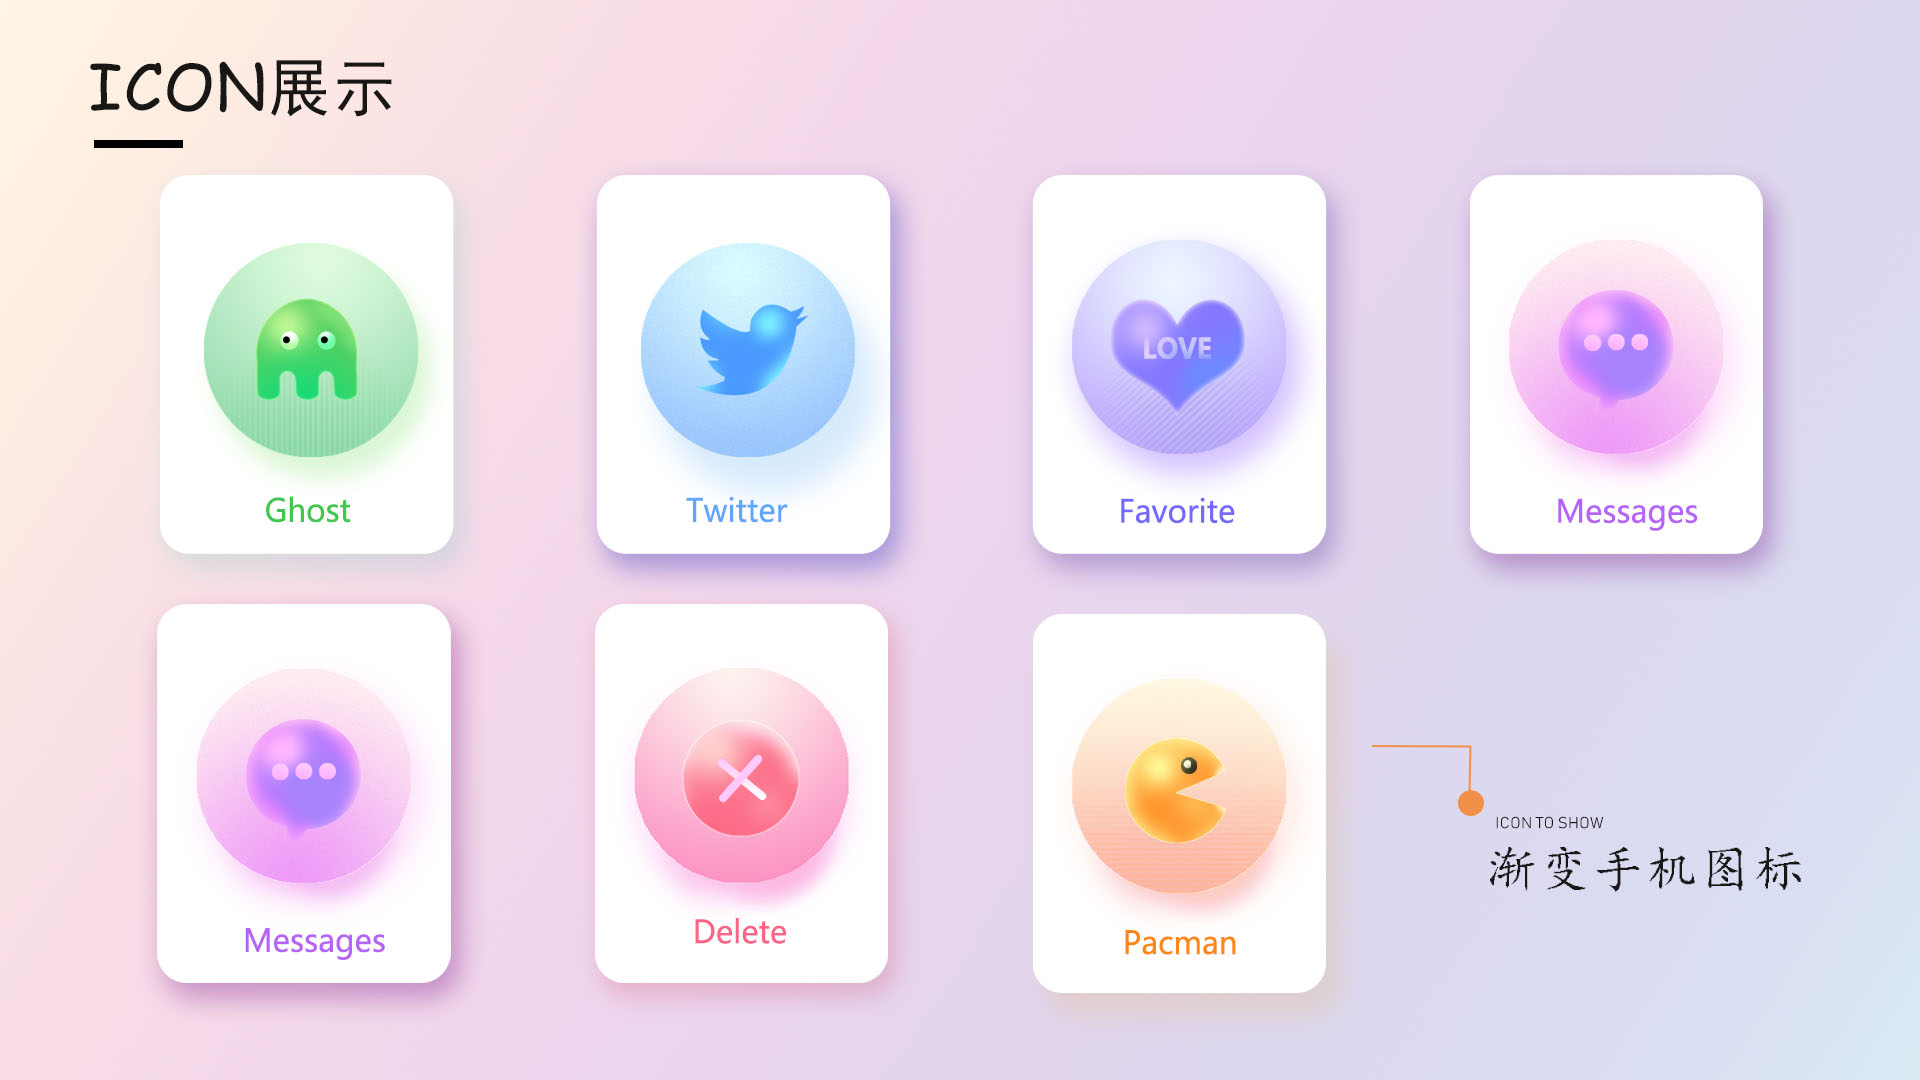 ICON展示
LOVE
Ghost
Twitter
Favorite
Messages
Messages
Delete
Pacman
ICON TO SHOW
渐变手机图标